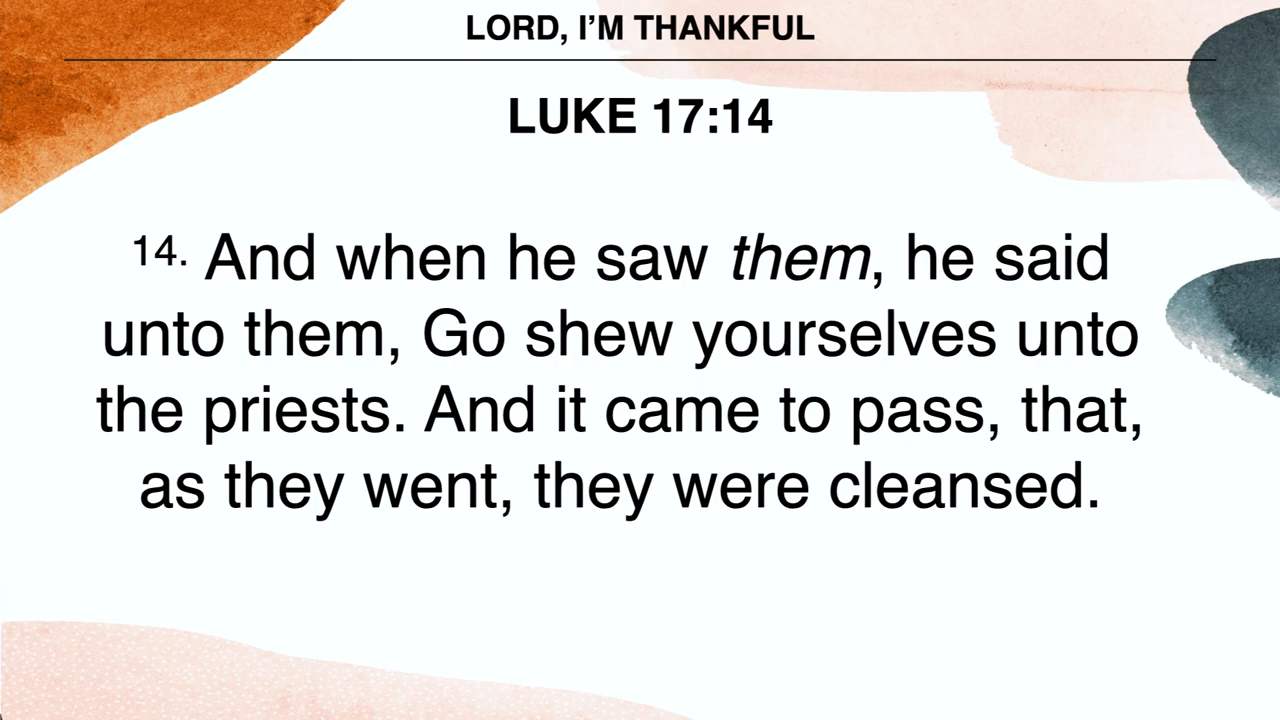 LORD, I’M THANKFUL
LUKE 17:14
14. And when he saw them, he said
unto them, Go shew yourselves unto
the priests. And it came to pass, that,
as they went, they were cleansed.